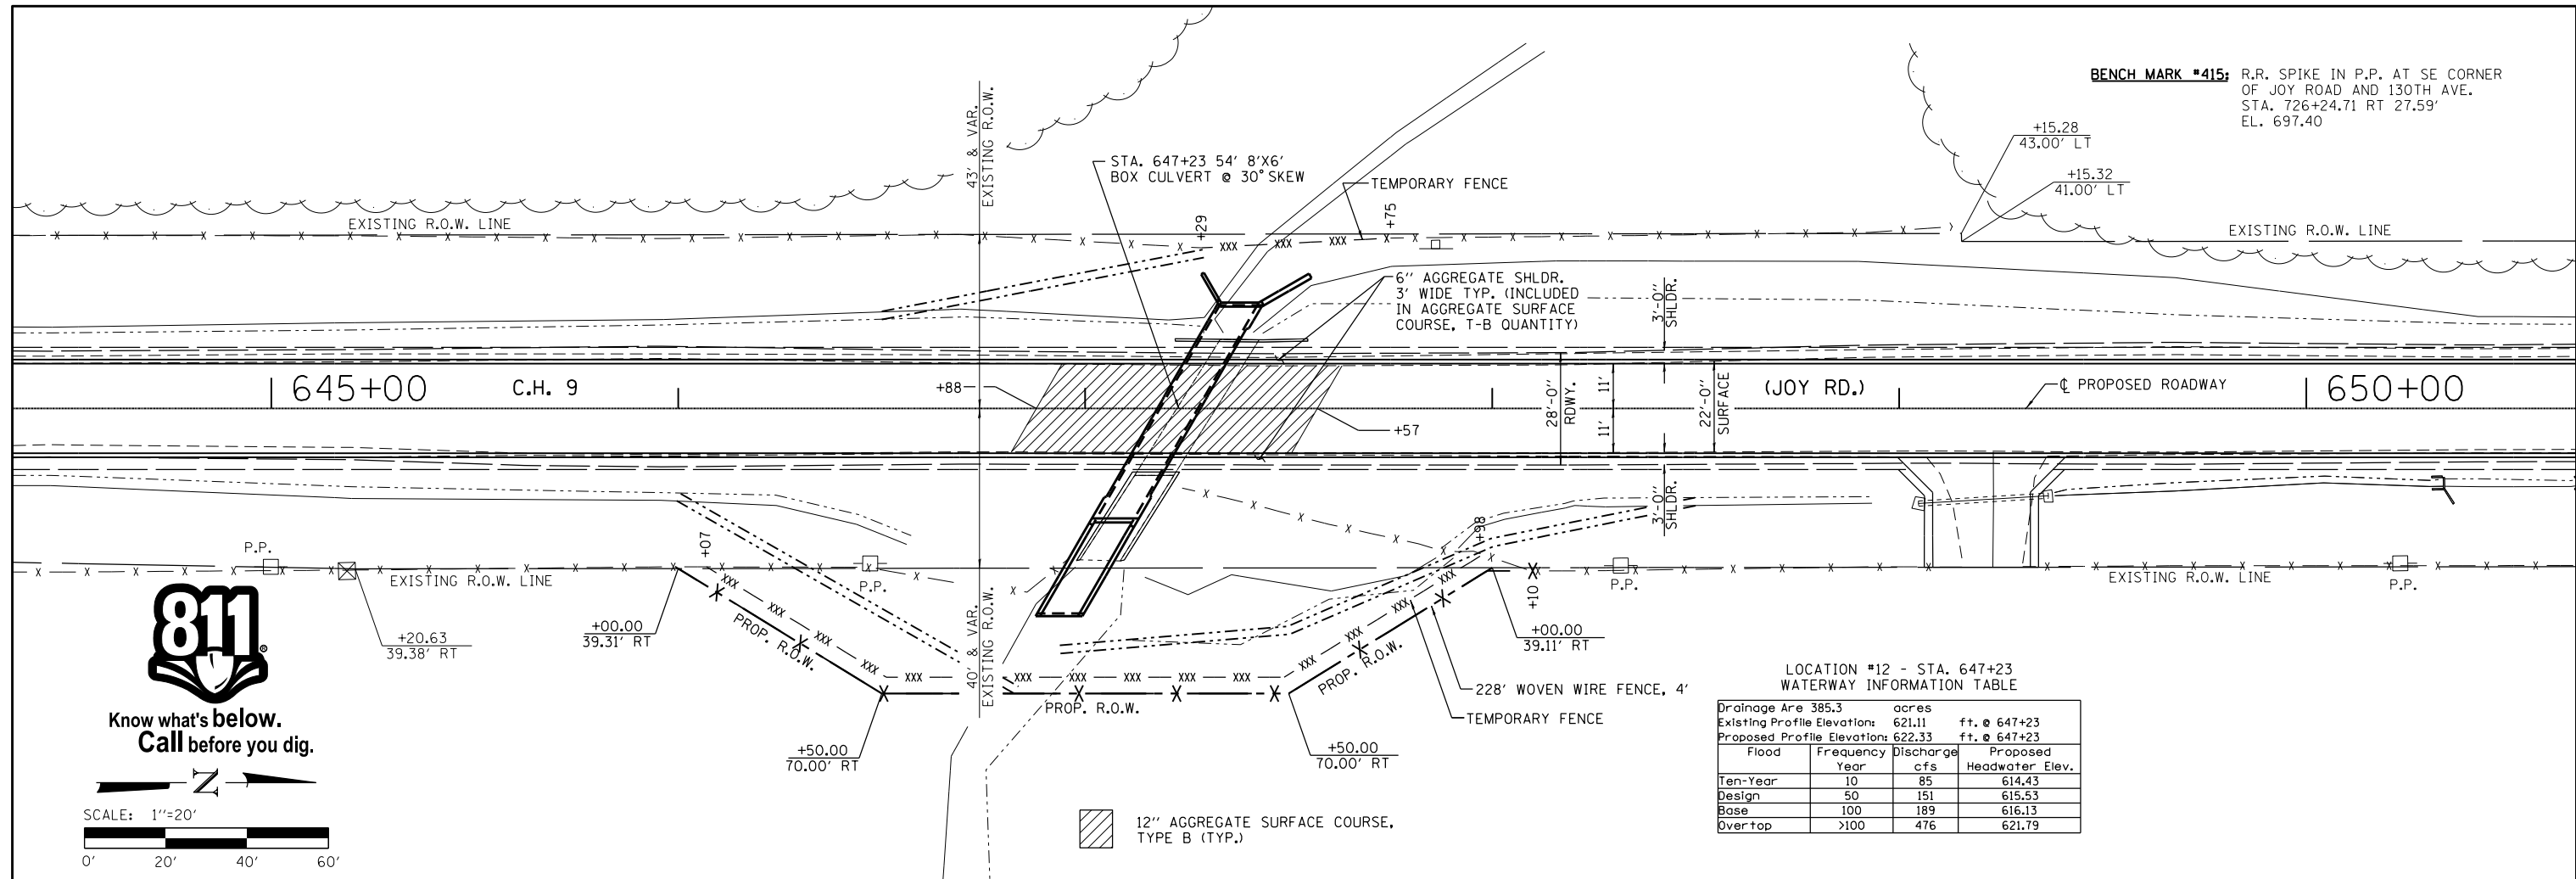 BENCH MARK #415: R.R. SPIKE IN P.P. AT SE CORNER
OF JOY ROAD AND 130TH AVE.
STA. 726+24.71 RT 27.59'
EL. 697.40
43' & VAR.
EXISTING R.O.W.
+15.28
43.00' LT
+15.32
41.00' LT
STA. 647+23 54' 8'X6'
BOX CULVERT @ 30° SKEW
TEMPORARY FENCE
+29
+75
EXISTING R.O.W. LINE
EXISTING R.O.W. LINE
6'' AGGREGATE SHLDR.
3' WIDE TYP. (INCLUDED
IN AGGREGATE SURFACE
COURSE, T-B QUANTITY)
3'-0''
SHLDR.
645+00
C.H. 9
+88
28'-0''
RDWY.
11'
11'
22'-0''
SURFACE
(JOY RD.)
℄ PROPOSED ROADWAY
650+00
+57
3'-0''
SHLDR.
P.P.
EXISTING R.O.W. LINE
+07
P.P.
+98
+10
P.P.
EXISTING R.O.W. LINE
P.P.
811®
Know what's below.
Call before you dig.
+20.63
39.38' RT
+00.00
39.31' RT
PROP. R.O.W.
40' & VAR.
EXISTING R.O.W.
PROP. R.O.W.
PROP. R.O.W.
+00.00
39.11' RT
228' WOVEN WIRE FENCE, 4'
TEMPORARY FENCE
+50.00
70.00' RT
+50.00
70.00' RT
N
SCALE: 1''=20'
0' 20' 40' 60'
12'' AGGREGATE SURFACE COURSE,
TYPE B (TYP.)
LOCATION #12 - STA. 647+23
WATERWAY INFORMATION TABLE
Drainage Are 385.3 acres
Existing Profile Elevation: 621.11 ft. @ 647+23
Proposed Profile Elevation: 622.33 ft. @ 647+23
Flood Frequency Discharge Proposed
Year cfs Headwater Elev.
Ten-Year 10 85 614.43
Design 50 151 615.53
Base 100 189 616.13
Overtop >100 476 621.79